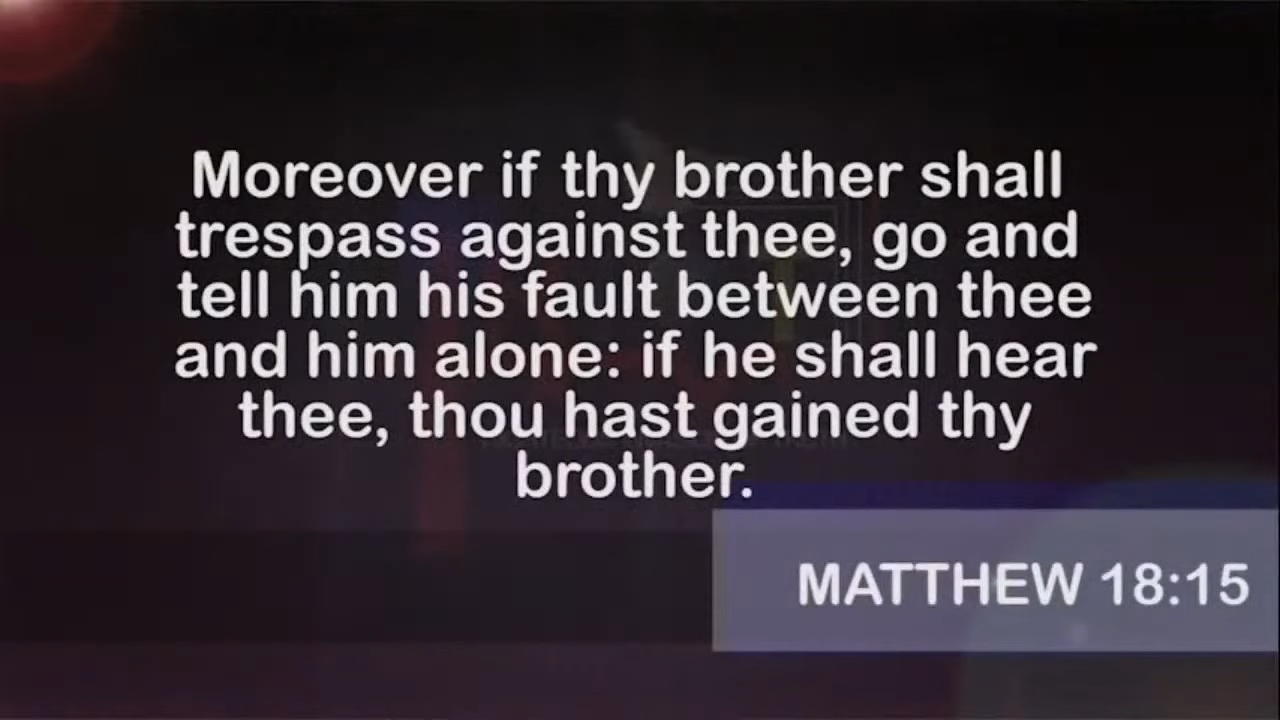 Moreover if thy brother shall
trespass against thee, go and
tell him his fault between thee
and him alone: if he shall hear
thee, thou hast gained thy
brother.
MATTHEW 18:15